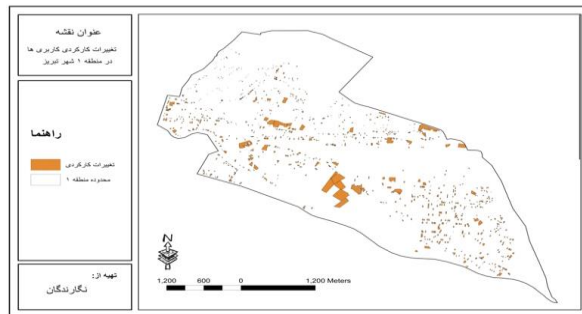 عنوان نقشه
تغییرات کارکردی کاربری ها
در منطقه ۱ شهر تبریز
راهنما
تغییرات کارکردی
محدوده منطقه ۱
تهیه از:
نگارندگان
N
1,200 600 0 1,200 Meters